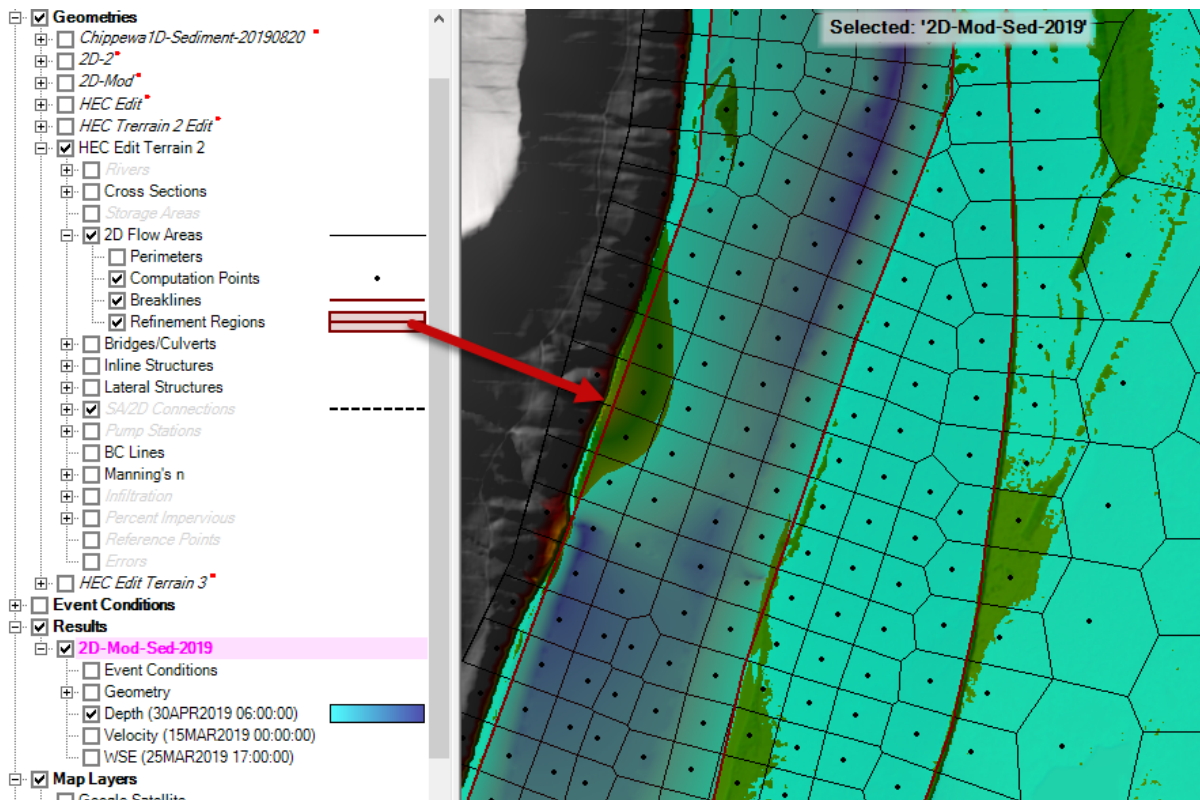 Geometries
Chippewa1D-Sediment-20190820
2D-2
2D-Mod
HEC Edit
HEC Trerrain 2 Edit
HEC Edit Terrain 2
Rivers
Cross Sections
Storage Areas
2D Flow Areas
Perimeters
Computation Points
Breaklines
Refinement Regions
Bridges/Culverts
Inline Structures
Lateral Structures
SA/2D Connections
Pump Stations
BC Lines
Manning's n
Infiltration
Percent Impervious
Reference Points
Errors
HEC Edit Terrain 3
Event Conditions
Results
2D-Mod-Sed-2019
Event Conditions
Geometry
Depth (30APR2019 06:00:00)
Velocity (15MAR2019 00:00:00)
WSE (25MAR2019 17:00:00)
Map Layers
Google Satellite
Selected: '2D-Mod-Sed-2019'